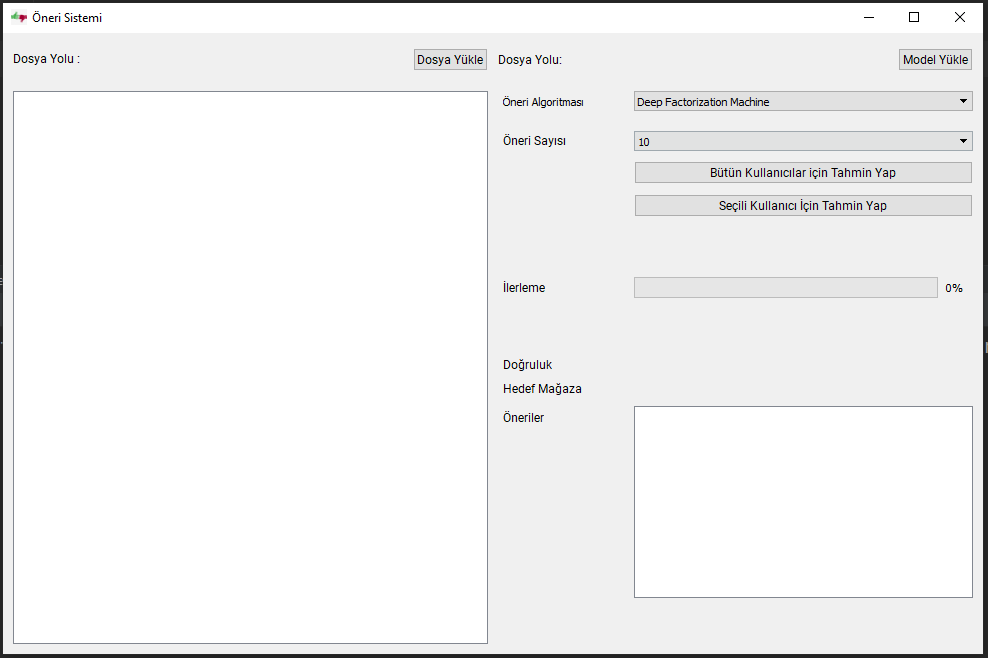 Öneri Sistemi
Dosya Yolu :
Dosya Yükle
Dosya Yolu:
Model Yükle
Öneri Algoritması
Deep Factorization Machine
Öneri Sayısı
10
Bütün Kullanıcılar için Tahmin Yap
Seçili Kullanıcı İçin Tahmin Yap
İlerleme
0%
Doğruluk
Hedef Mağaza
Öneriler